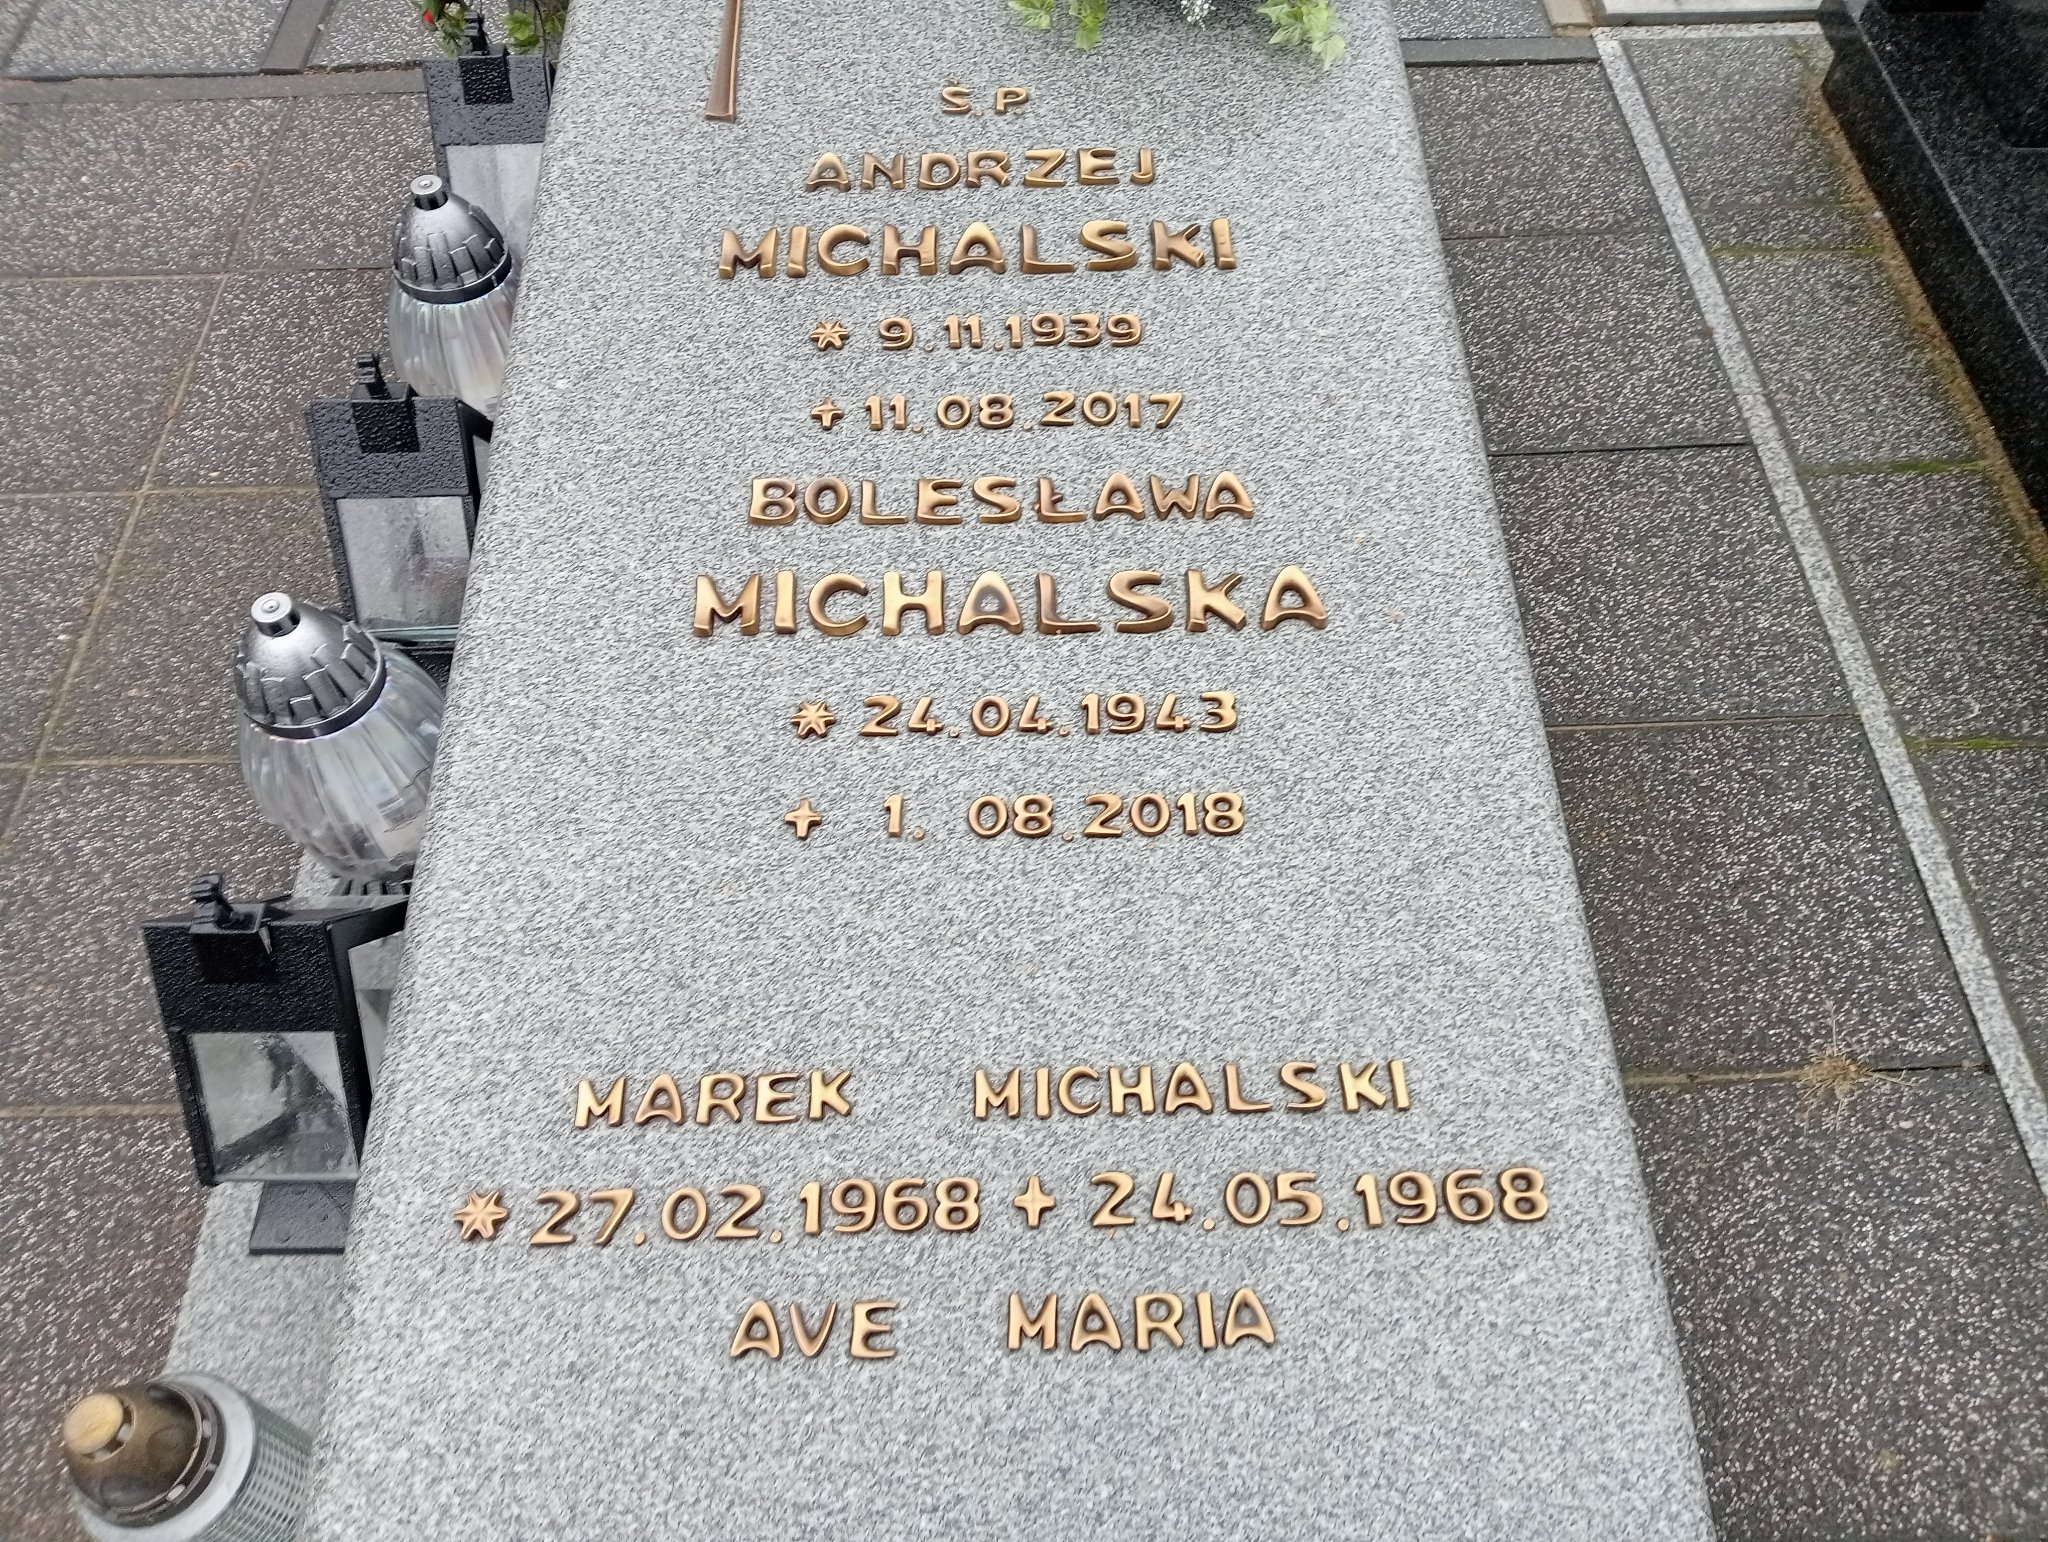 Ś.P.
ANDRZEJ
MICHALSKI
* 9.11.1939
+ 11.08.2017
BOLESŁAWA
MICHALSKA
* 24.04.1943
+ 1. 08.2018
MAREK MICHALSKI
* 27.02.1968 + 24.05.1968
AVE MARIA